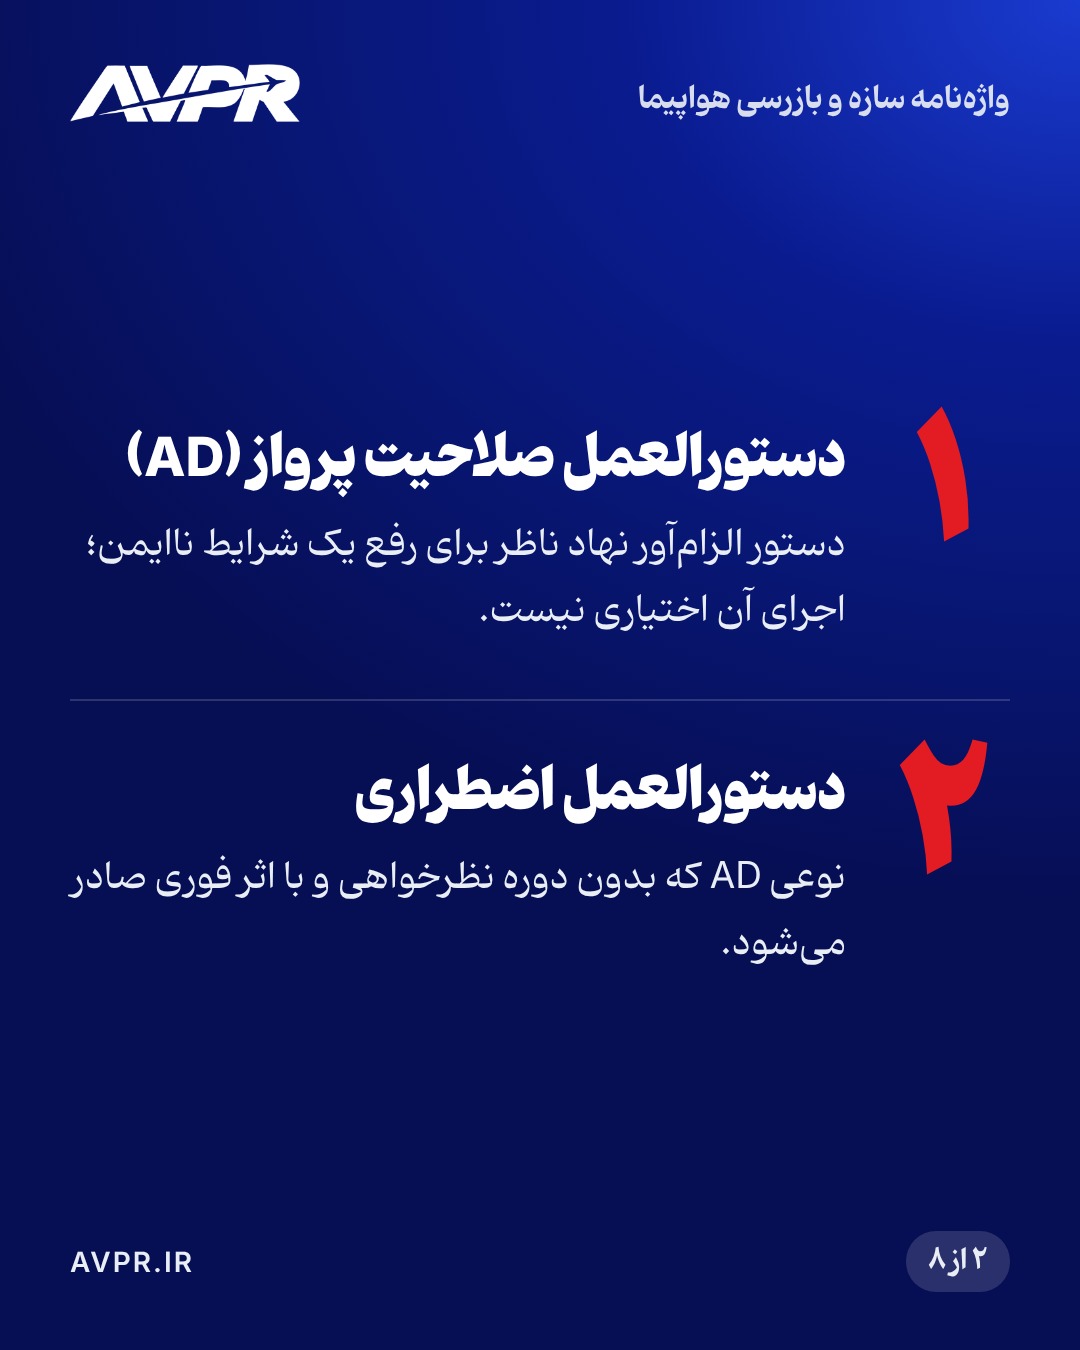 واژه‌نامه سازه و بازرسی هواپیما
AVPR
۱
دستورالعمل صلاحیت پرواز (AD)
دستور الزام‌آور نهاد ناظر برای رفع یک شرایط ناایمن؛
اجرای آن اختیاری نیست.
۲
دستورالعمل اضطراری
نوعی AD که بدون دوره نظرخواهی و با اثر فوری صادر
می‌شود.
۲ از ۸
AVPR.IR